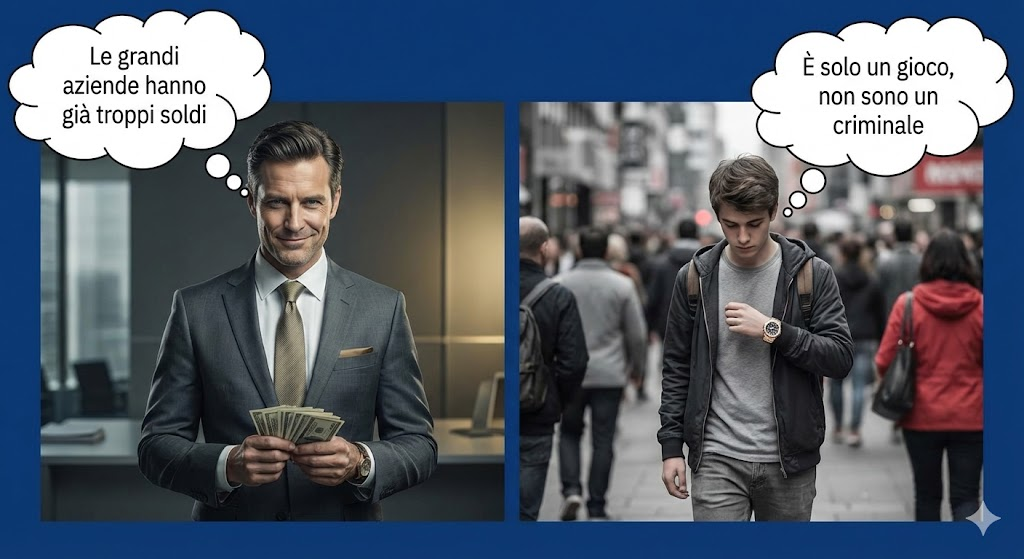 Le grandi
aziende hanno
già troppi soldi
È solo un gioco,
non sono un
criminale